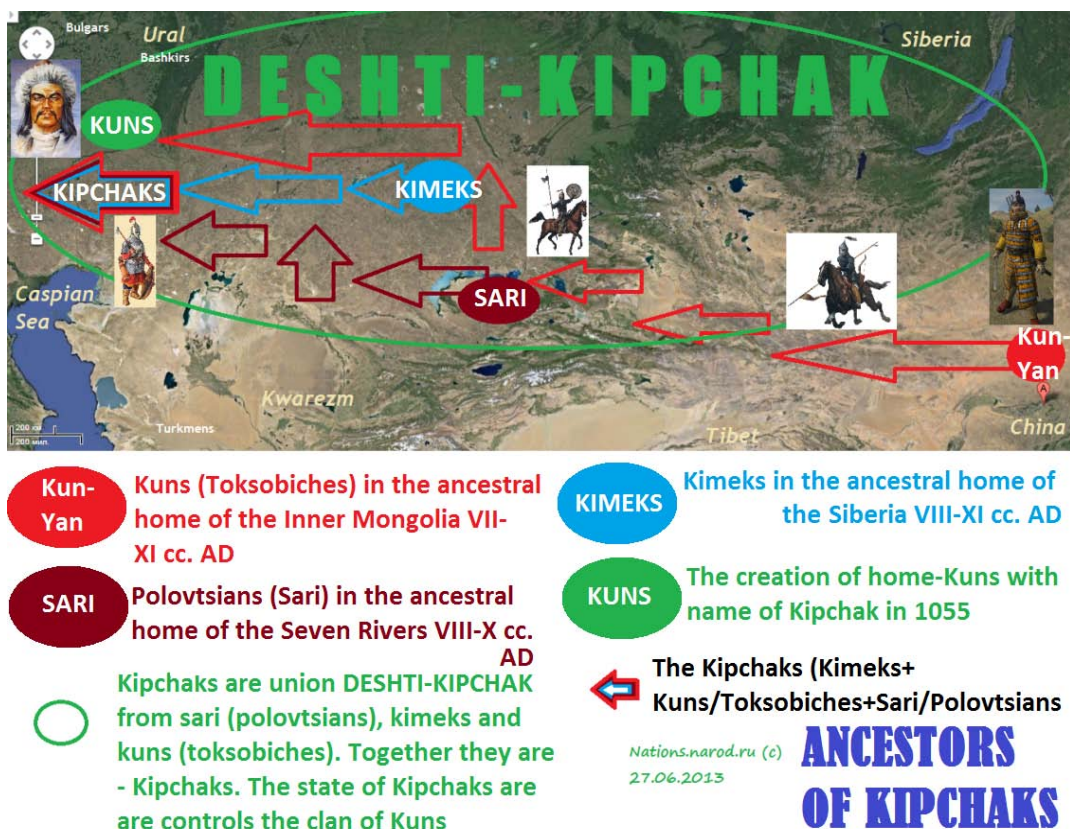 Bulgars
Ural
Bashkirs
Siberia
DESHTI-KIPCHAK
KUNS
KIPCHAKS
KIMEKS
SARI
Caspian
Sea
Kun-
Yan
A
Kwarezm
200 км
200 мил.
Turkmens
Tibet
China
Kun-
Yan
Kuns (Toksobiches) in the ancestral
home of the Inner Mongolia VII-
XI cc. AD
SARI
Polovtsians (Sari) in the ancestral
home of the Seven Rivers VIII-X cc.
AD
Kipchaks are union DESHTI-KIPCHAK
from sari (polovtsians), kimeks and
kuns (toksobiches). Together they are
- Kipchaks. The state of Kipchaks are
are controls the clan of Kuns
KIMEKS
Kimeks in the ancestral home of
the Siberia VIII-XI cc. AD
KUNS
The creation of home-Kuns with
name of Kipchak in 1055
The Kipchaks (Kimeks+
Kuns/Toksobiches+Sari/Polovtsians
Nations.narod.ru (c)
27.06.2013
ANCESTORS
OF KIPCHAKS